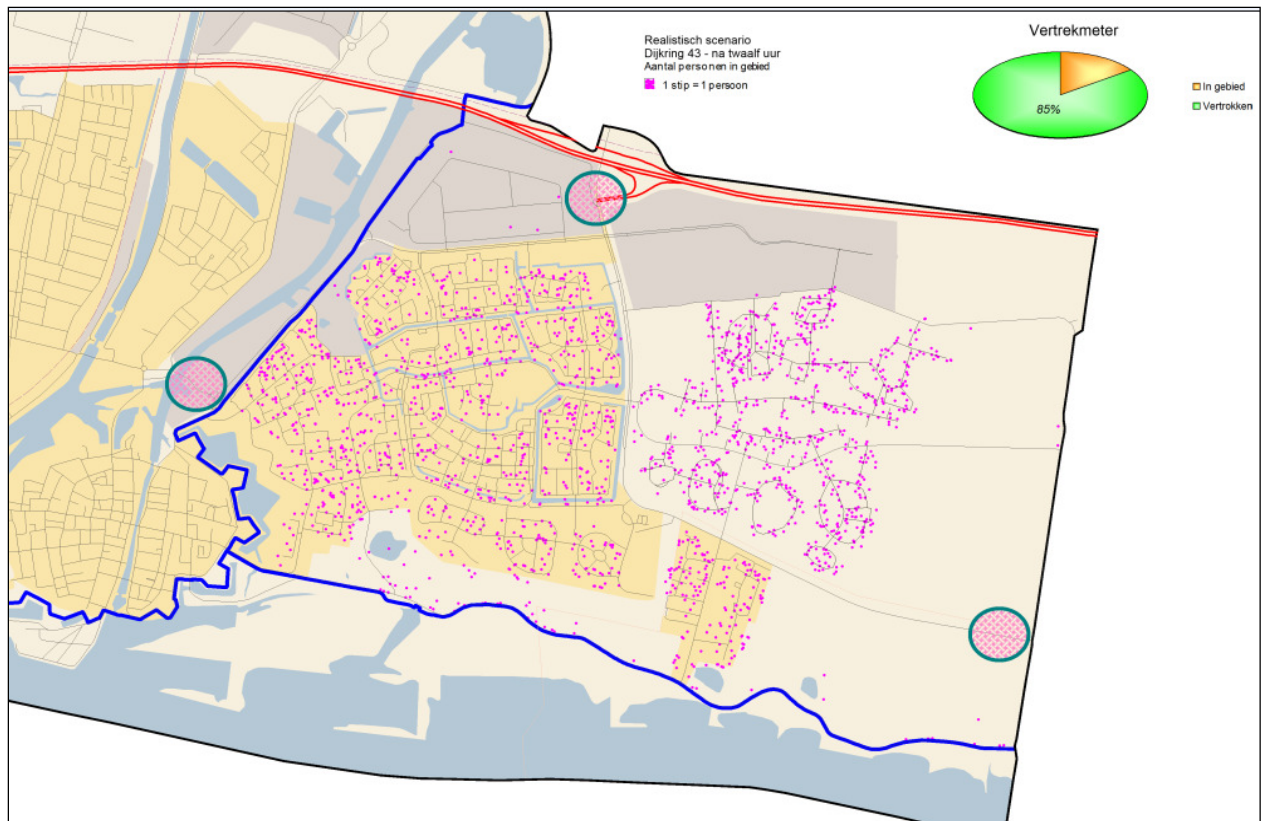 Realistisch scenario
Dijkring 43 - na twaalf uur
Aantal personen in gebied
1 stip = 1 persoon
Vertrekmeter
85%
In gebied
Vertrokken